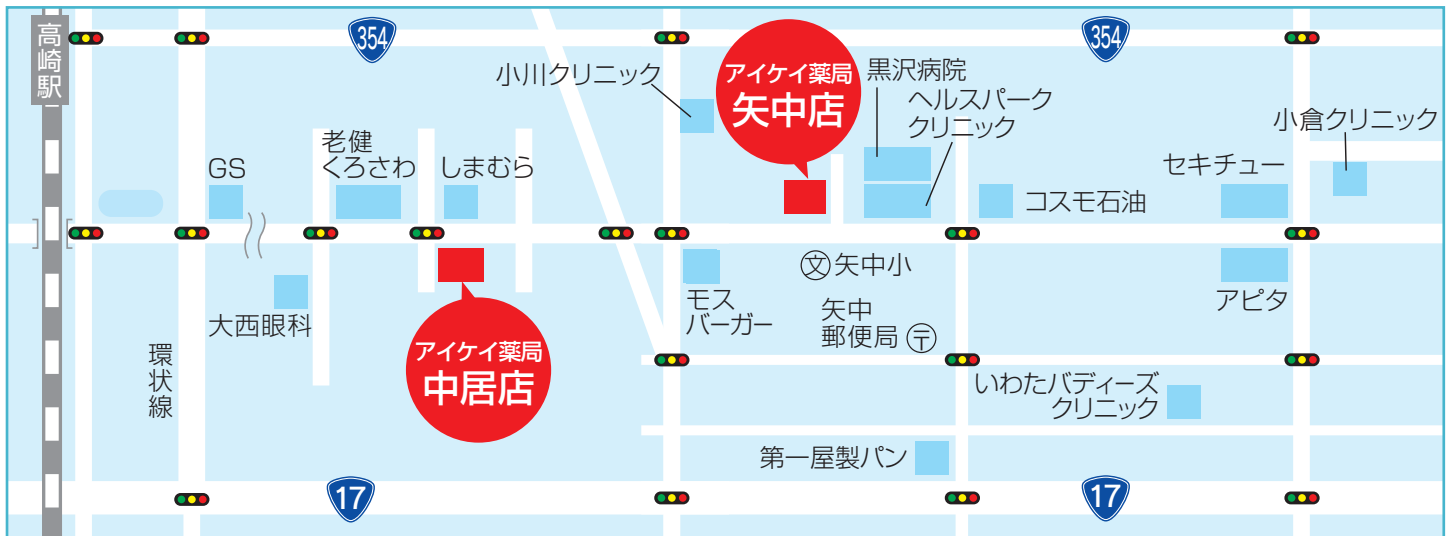 高崎駅
354
354
小川クリニック
アイケイ薬局
矢中店
黒沢病院
ヘルスパーク
クリニック
小倉クリニック
GS
老健
くろさわ
しまむら
コスモ石油
セキチュー
大西眼科
環状線
アイケイ薬局
中居店
モス
バーガー
文 矢中小
矢中
郵便局 〒
アピタ
いわたバディーズ
クリニック
第一屋製パン
17
17